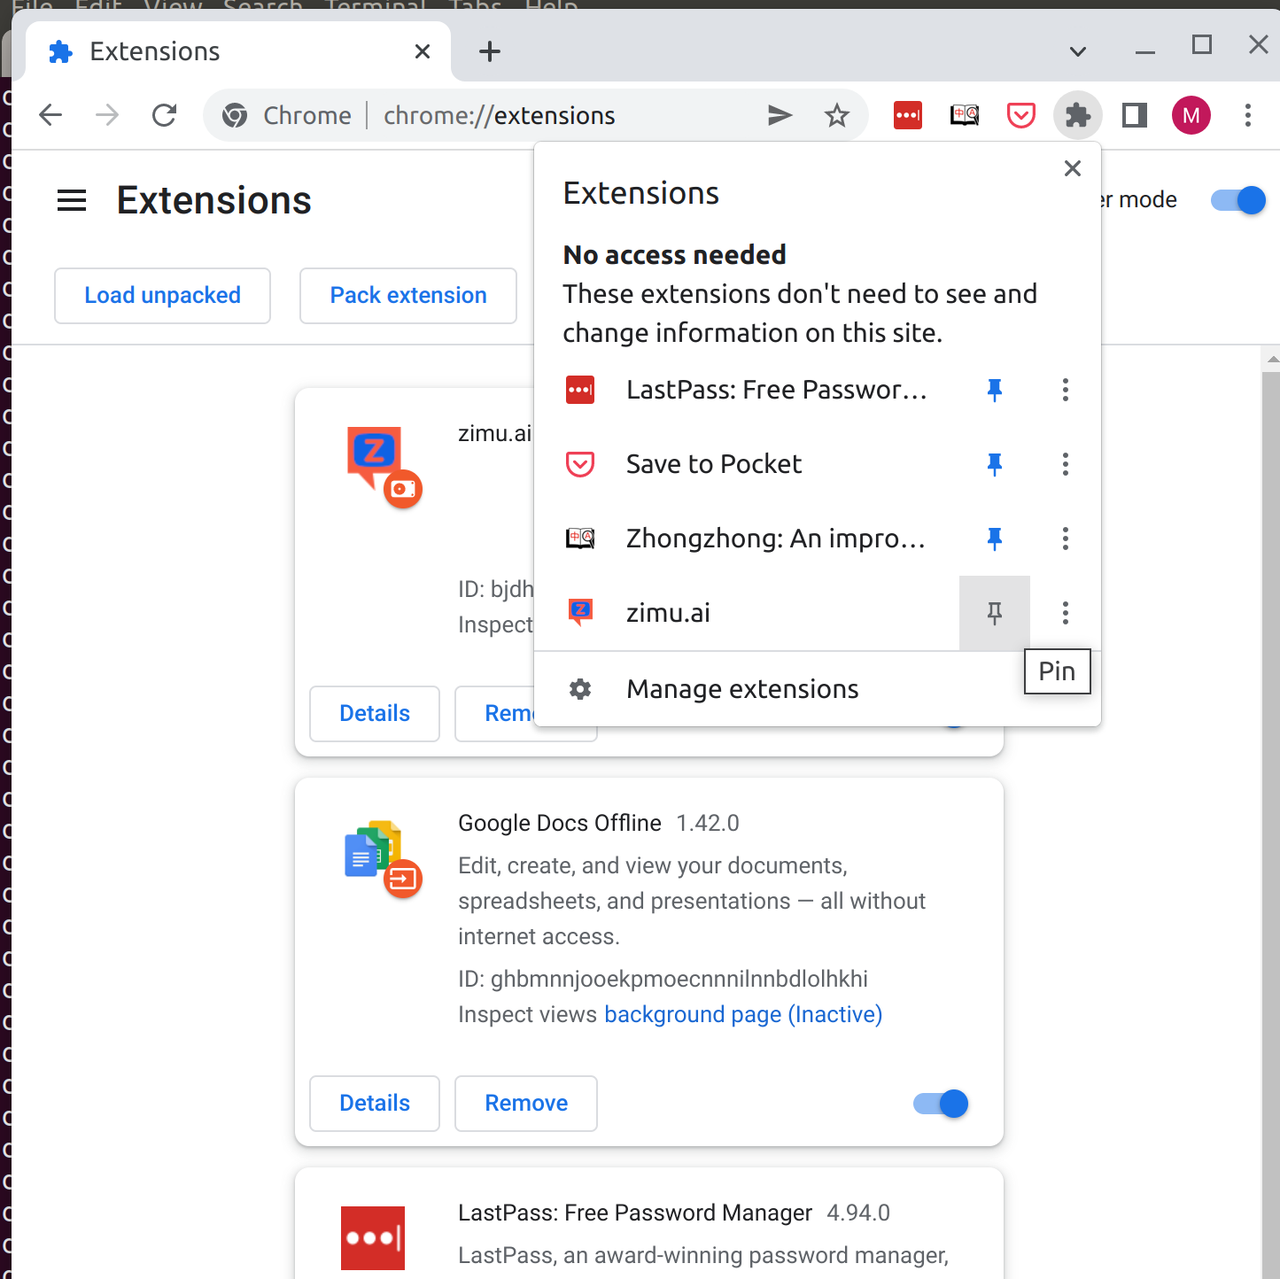 File Edit View Search Terminal Tabs Help
Extensions
Chrome chrome://extensions
M
Extensions
er mode
Load unpacked
Pack extension
Extensions
No access needed
These extensions don't need to see and
change information on this site.
LastPass: Free Passwor...
Save to Pocket
Zhongzhong: An impro...
zimu.ai
Pin
Manage extensions
Z
zimu.ai
ID: bjdh
Inspect
Details
Remo
Google Docs Offline 1.42.0
Edit, create, and view your documents,
spreadsheets, and presentations — all without
internet access.
ID: ghbmnnjooekpmoecnnnilnnbdlolhkhi
Inspect views background page (Inactive)
Details
Remove
LastPass: Free Password Manager 4.94.0
LastPass, an award-winning password manager,